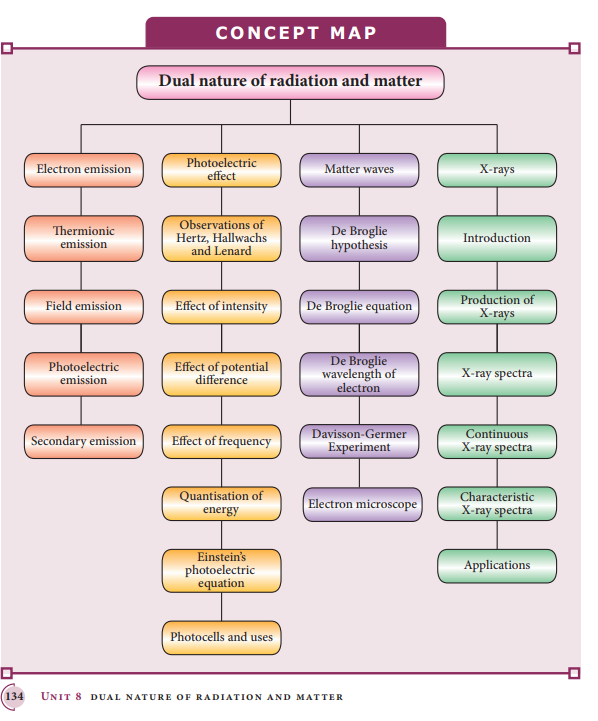 CONCEPT MAP
Dual nature of radiation and matter
Electron emission
Thermionic
emission
Field emission
Photoelectric
emission
Secondary emission
Photoelectric
effect
Observations of
Hertz, Hallwachs
and Lenard
Effect of intensity
Effect of potential
difference
Effect of frequency
Quantisation of
energy
Einstein's
photoelectric
equation
Photocells and uses
Matter waves
De Broglie
hypothesis
De Broglie equation
De Broglie
wavelength of
electron
Davisson-Germer
Experiment
Electron microscope
X-rays
Introduction
Production of
X-rays
X-ray spectra
Continuous
X-ray spectra
Characteristic
X-ray spectra
Applications
134 UNIT 8 DUAL NATURE OF RADIATION AND MATTER